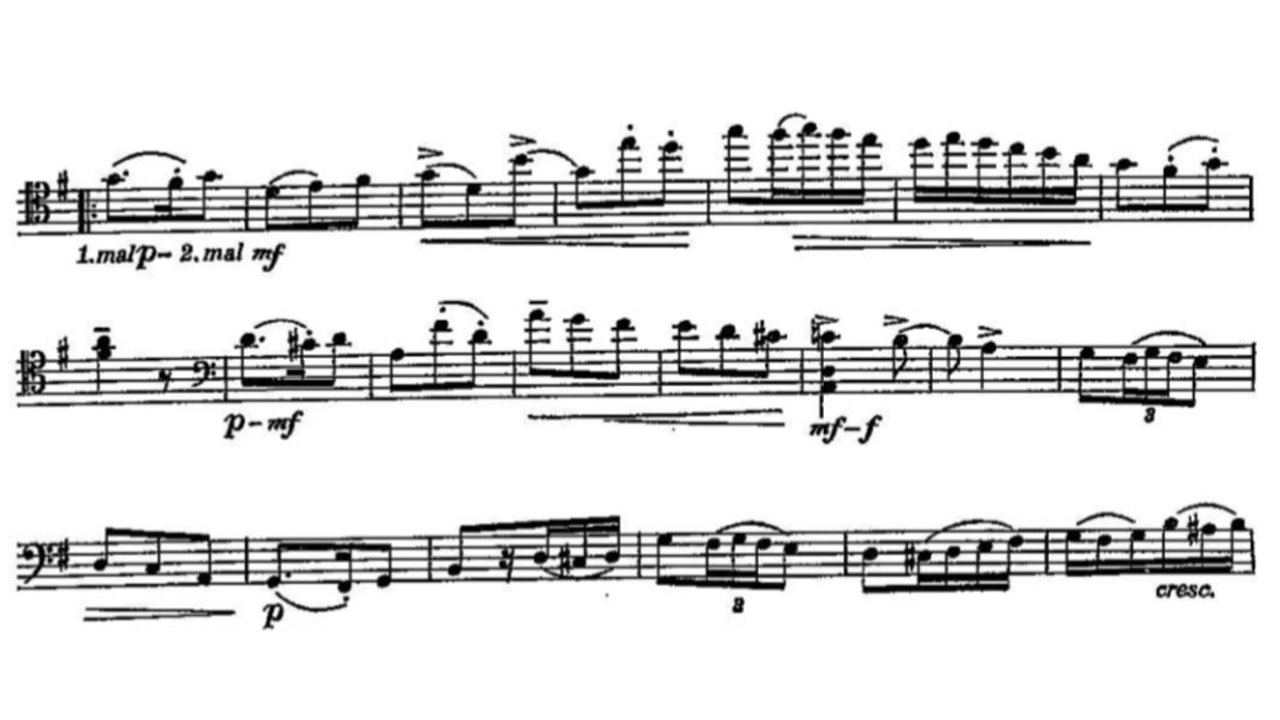 1. mal p – 2. mal mf
p – mf
mf – f
3
p
3
cresc.